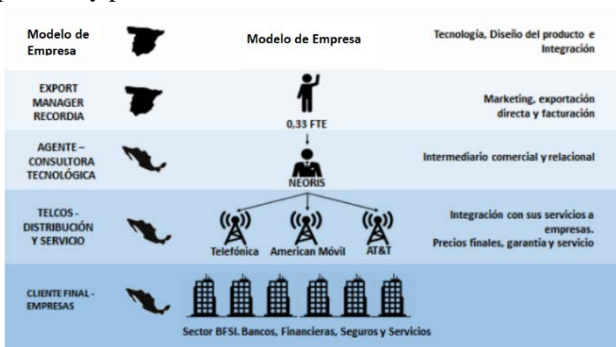 Modelo de
Empresa
Modelo de Empresa
Tecnología, Diseño del producto e
Integración
EXPORT
MANAGER
RECORDIA
0,33 FTE
Marketing, exportación
directa y facturación
AGENTE –
CONSULTORA
TECNOLÓGICA
NEORIS
Intermediario comercial y relacional
TELCOS -
DISTRIBUCIÓN
Y SERVICIO
Telefónica American Móvil AT&T
Integración con sus servicios a
empresas.
Precios finales, garantía y servicio
CLIENTE FINAL -
EMPRESAS
Sector BFSI. Bancos, Financieras, Seguros y Servicios